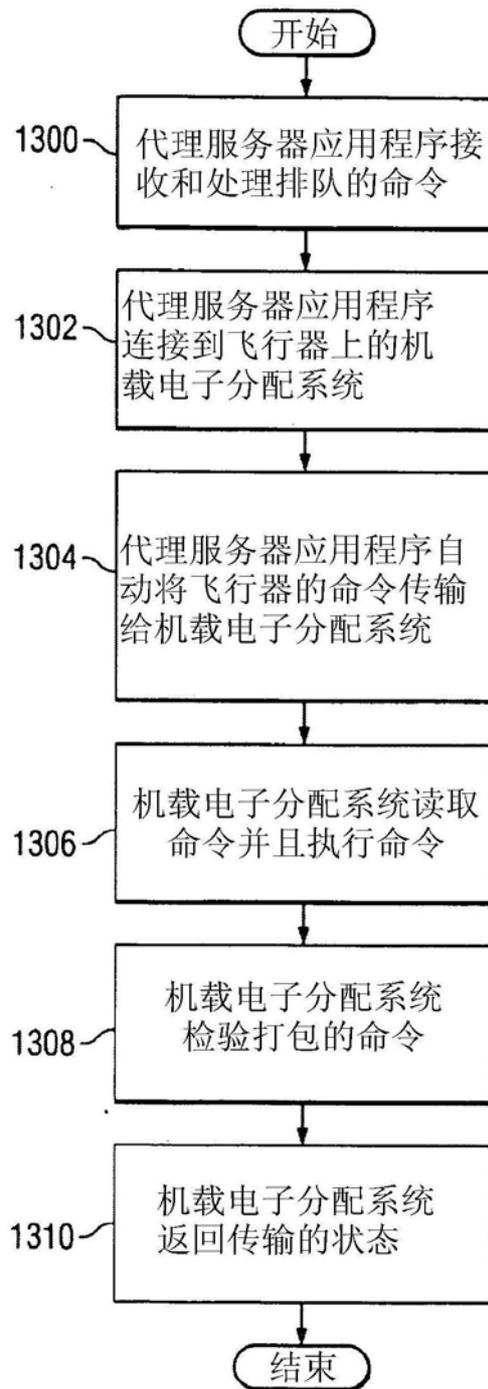 开始
1300
代理服务器应用程序接
收和处理排队的命令
1302
代理服务器应用程序
连接到飞行器上的机
载电子分配系统
1304
代理服务器应用程序自
动将飞行器的命令传输
给机载电子分配系统
1306
机载电子分配系统读取
命令并且执行命令
1308
机载电子分配系统
检验打包的命令
1310
机载电子分配系统
返回传输的状态
结束